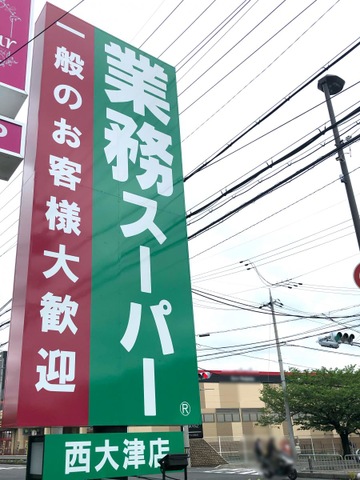 業務スーパー
®
一般のお客様大歓迎
西大津店